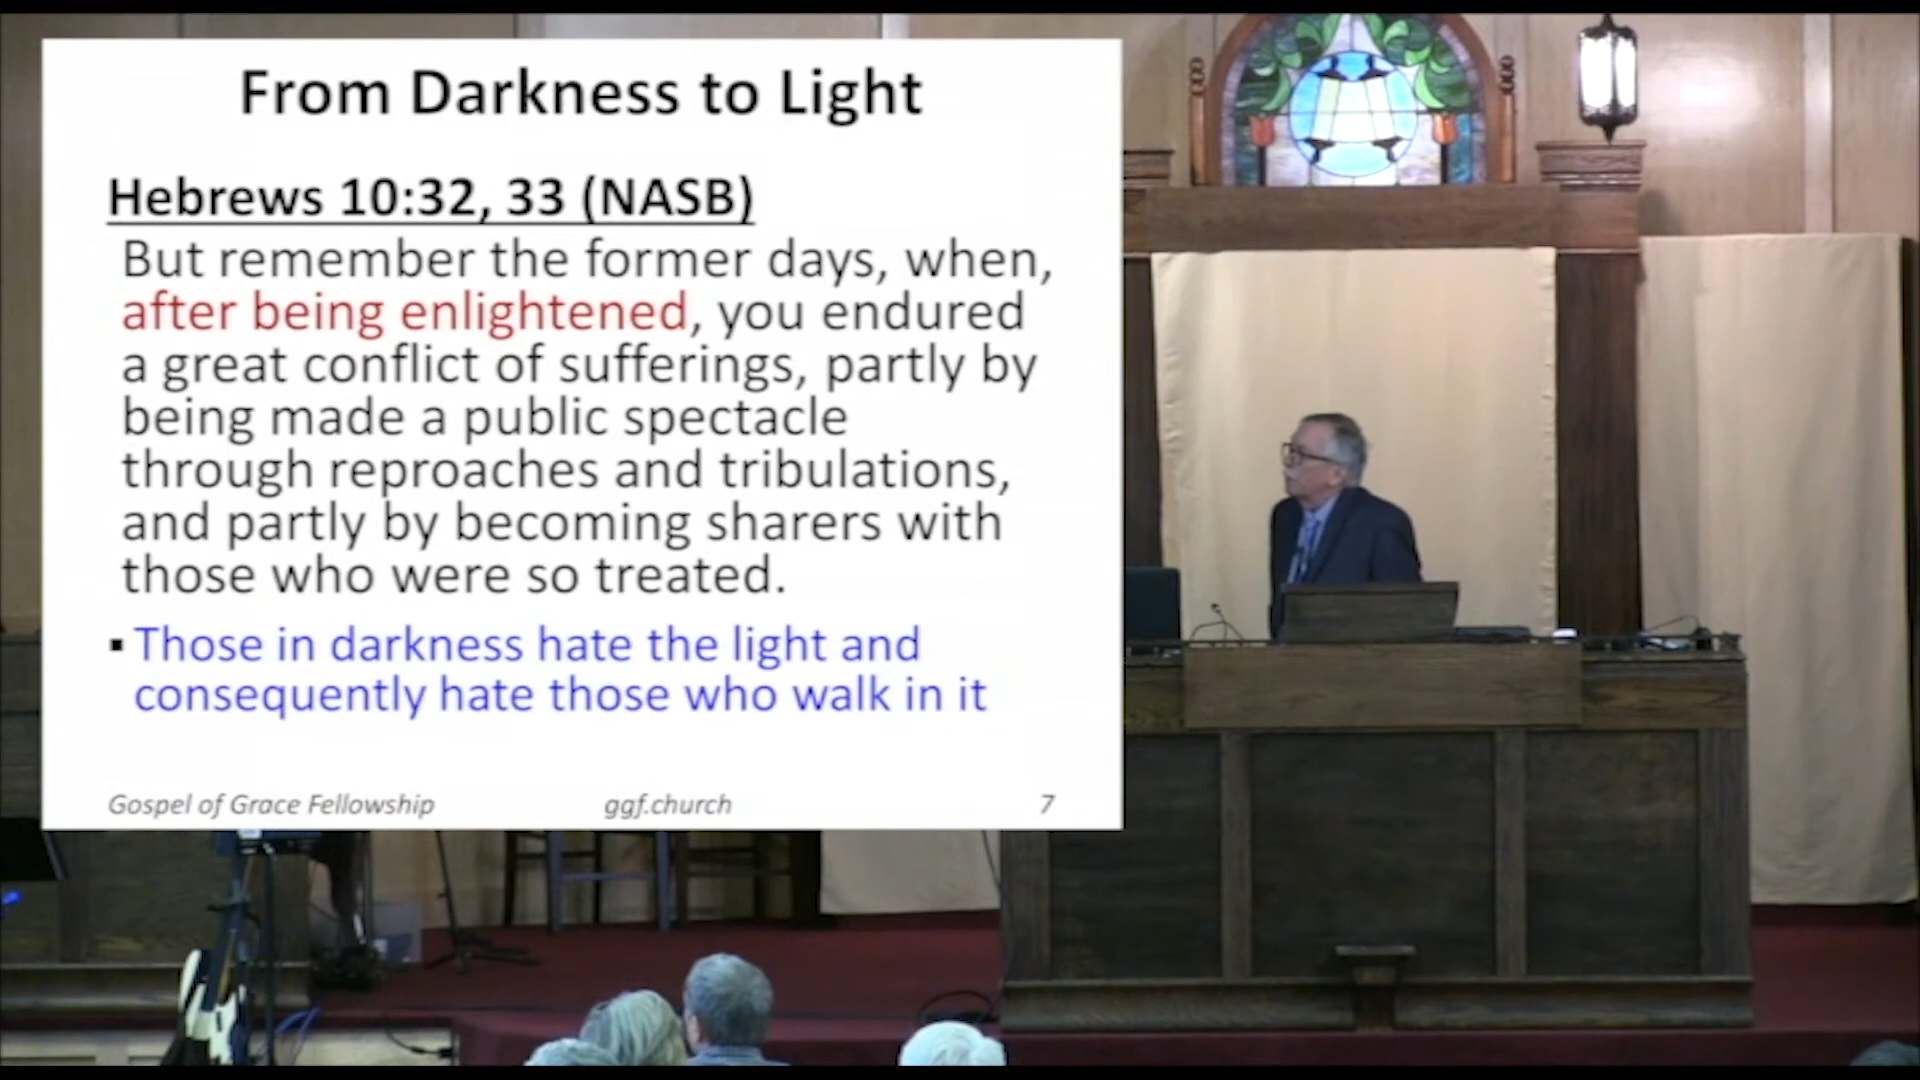 From Darkness to Light
Hebrews 10:32, 33 (NASB)
But remember the former days, when,
after being enlightened, you endured
a great conflict of sufferings, partly by
being made a public spectacle
through reproaches and tribulations,
and partly by becoming sharers with
those who were so treated.
▪ Those in darkness hate the light and
consequently hate those who walk in it
Gospel of Grace Fellowship ggf.church 7